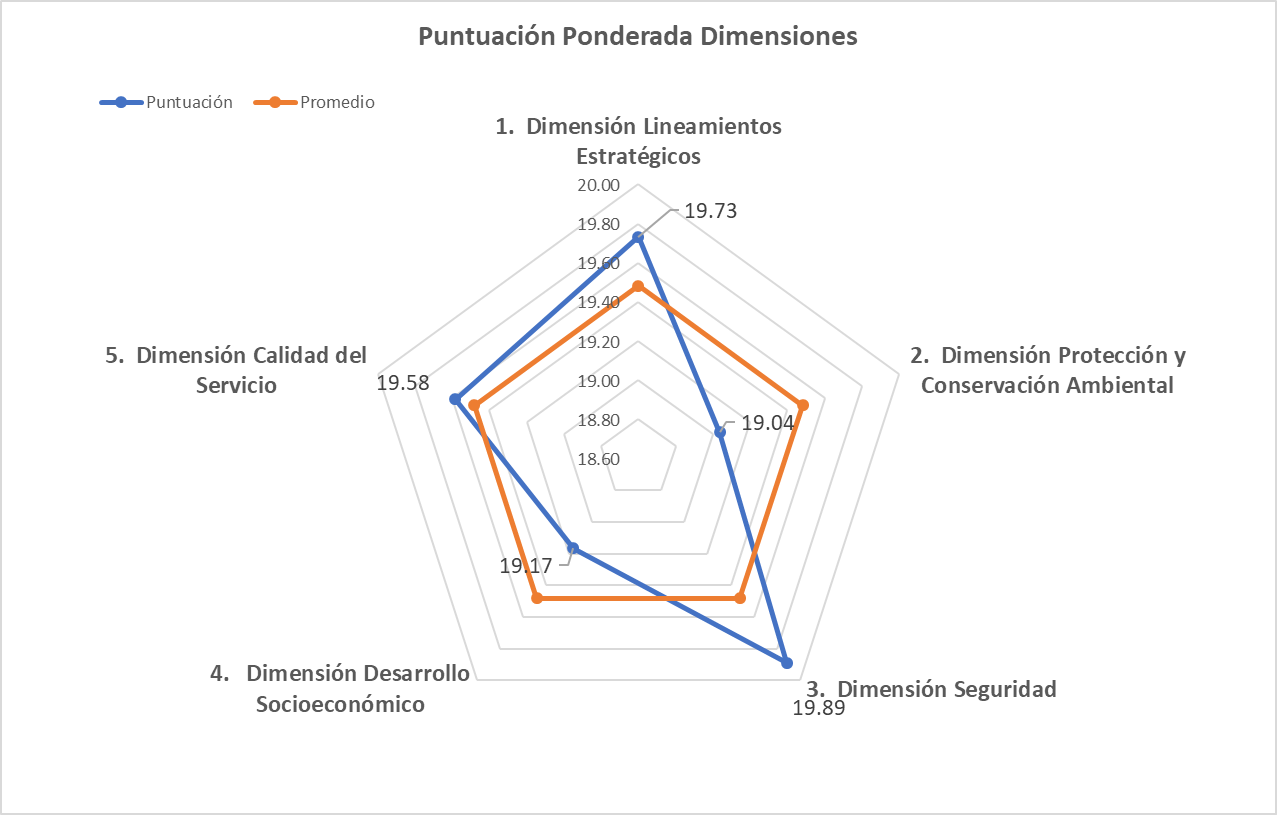 Puntuación Ponderada Dimensiones
Puntuación
Promedio
1. Dimensión Lineamientos
Estratégicos
20.00
19.80
19.60
19.40
19.20
19.00
18.80
18.60
19.73
2. Dimensión Protección y
Conservación Ambiental
19.04
3. Dimensión Seguridad
19.89
4. Dimensión Desarrollo
Socioeconómico
19.17
5. Dimensión Calidad del
Servicio
19.58